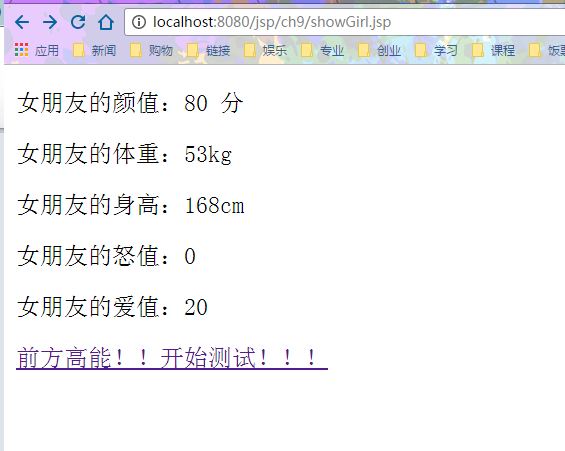 localhost:8080/jsp/ch9/showGirl.jsp
应用 新闻 购物 链接 娱乐 专业 创业 学习 课程
女朋友的颜值：80 分
女朋友的体重：53kg
女朋友的身高：168cm
女朋友的怒值：0
女朋友的爱值：20
前方高能！！开始测试！！！